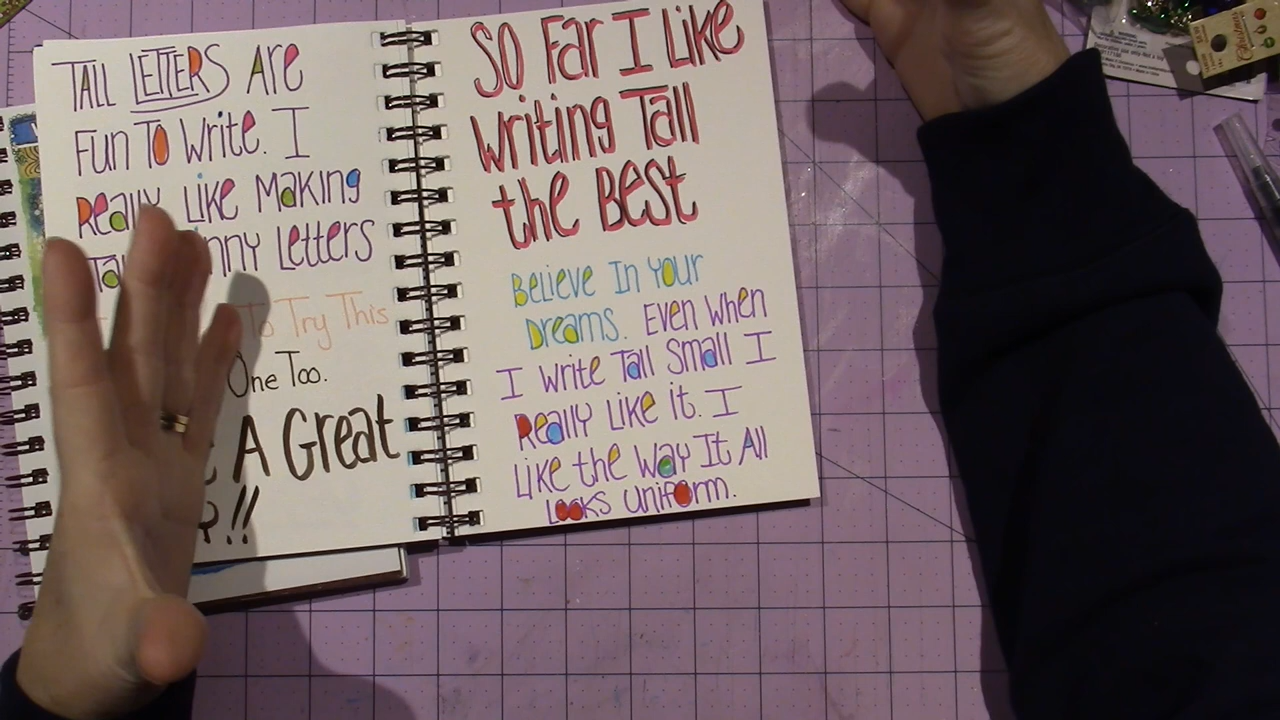 TALL LETTERS Are
Fun To Write. I
Really Like Making
Letters
To Try This
One Too.
A Great
!!
So Far I Like
Writing Tall
the Best
Believe In Your
Dreams. Even When
I write Tall Small I
Really Like it. I
Like the Way It All
Looks Uniform.